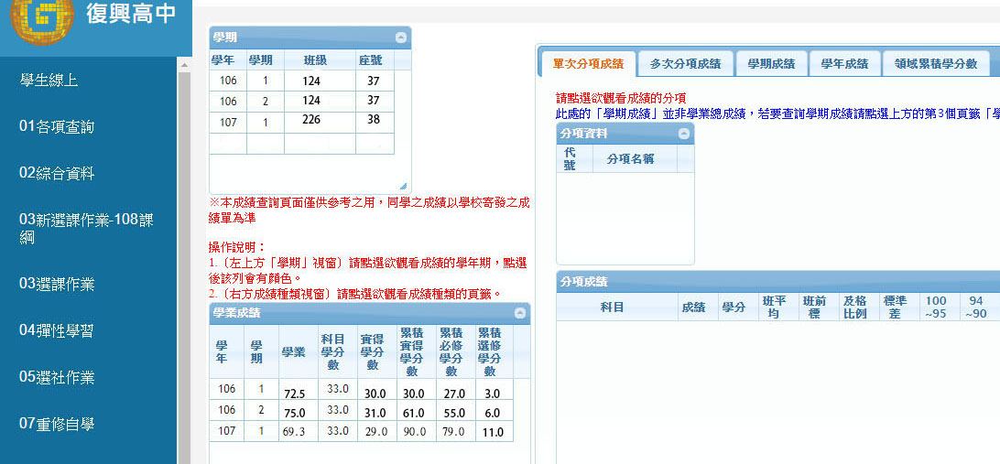 復興高中
學生線上
01各項查詢
02綜合資料
03新選課作業-108課
綱
03選課作業
04彈性學習
05選社作業
07重修自學
學期
學年 學期 班級 座號
106 1 124 37
106 2 124 37
107 1 226 38
※本成績查詢頁面僅供參考之用，同學之成績以學校寄發之成
績單為準
操作說明：
1.〔左上方「學期」視窗〕請點選欲觀看成績的學年期，點選
後該列會有顏色。
2.〔右方成績種類視窗〕請點選欲觀看成績種類的頁籤。
學業成績
學年 學期 學業 科目學分數 實得學分數 累積實得學分數 累積必修學分數 累積選修學分數
106 1 72.5 33.0 30.0 30.0 27.0 3.0
106 2 75.0 33.0 31.0 61.0 55.0 6.0
107 1 69.3 33.0 29.0 90.0 79.0 11.0
單次分項成績 多次分項成績 學期成績 學年成績 領域累積學分數
請點選欲觀看成績的分項
此處的「學期成績」並非學業總成績，若要查詢學期成績請點選上方的第3個頁籤「學
分項資料
代號 分項名稱
分項成績
科目 成績 學分 班平均 班前標 及格比例 標準差 100~95 94~90